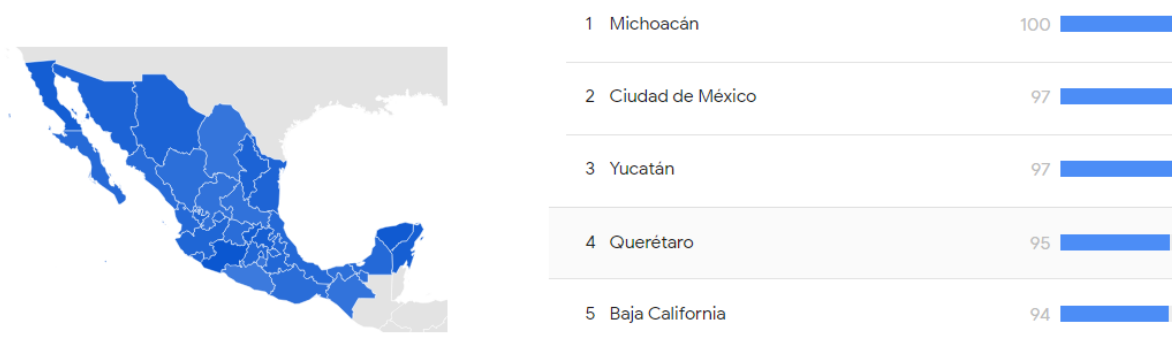 1 Michoacán 100
2 Ciudad de México 97
3 Yucatán 97
4 Querétaro 95
5 Baja California 94